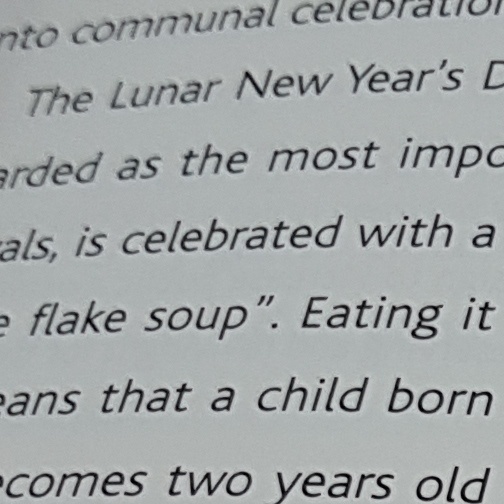 nto communal celebration
The Lunar New Year's D
arded as the most impo
als, is celebrated with a
e flake soup". Eating it
eans that a child born
ecomes two years old